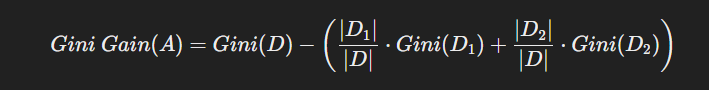 Gini Gain(A) = Gini(D) − ( |D₁|/|D| · Gini(D₁) + |D₂|/|D| · Gini(D₂) )